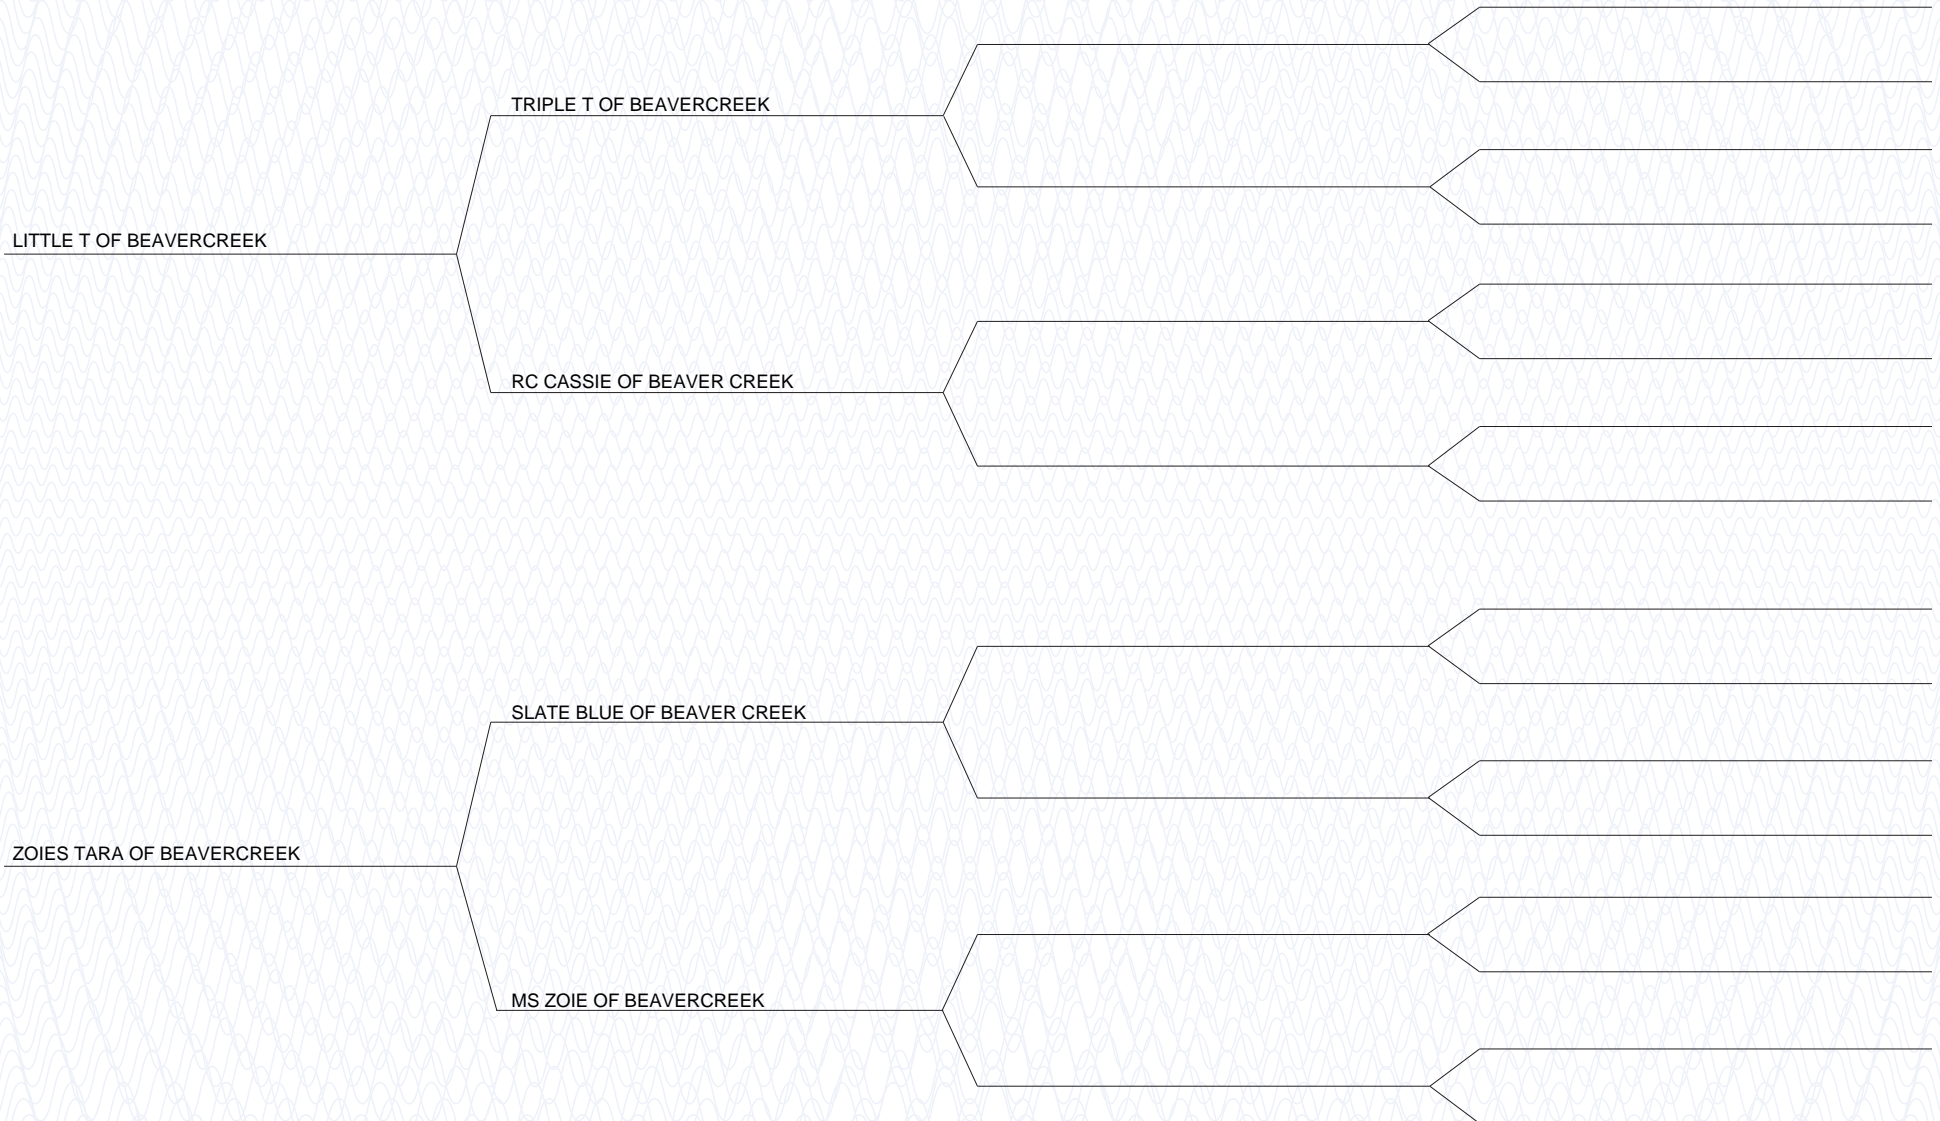 TRIPLE T OF BEAVERCREEK
LITTLE T OF BEAVERCREEK
RC CASSIE OF BEAVER CREEK
SLATE BLUE OF BEAVER CREEK
ZOIES TARA OF BEAVERCREEK
MS ZOIE OF BEAVERCREEK